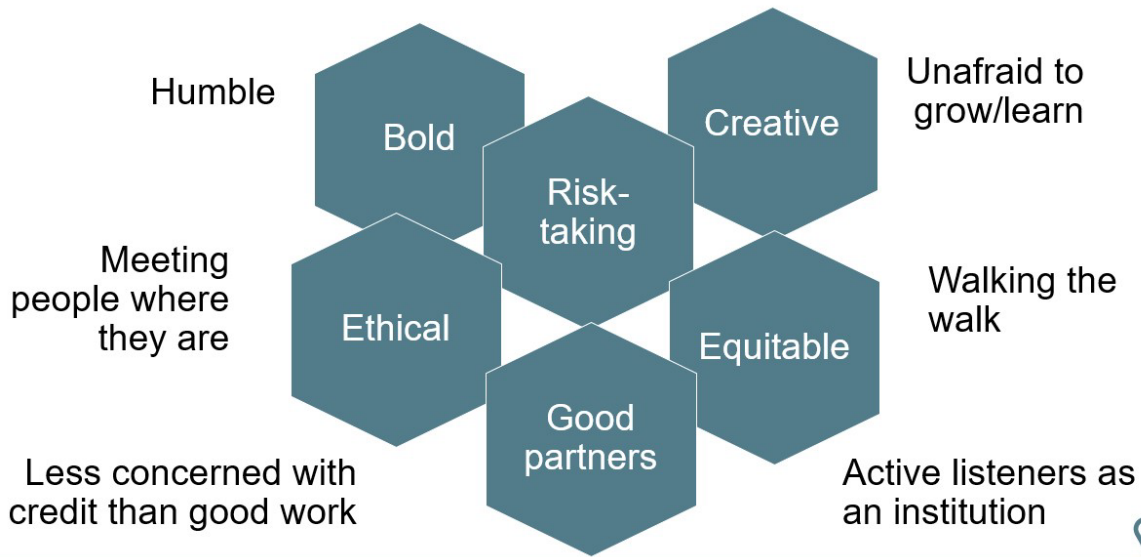 Humble
Bold
Creative
Unafraid to
grow/learn
Risk-
taking
Meeting
people where
they are
Ethical
Equitable
Walking the
walk
Good
partners
Less concerned with
credit than good work
Active listeners as
an institution